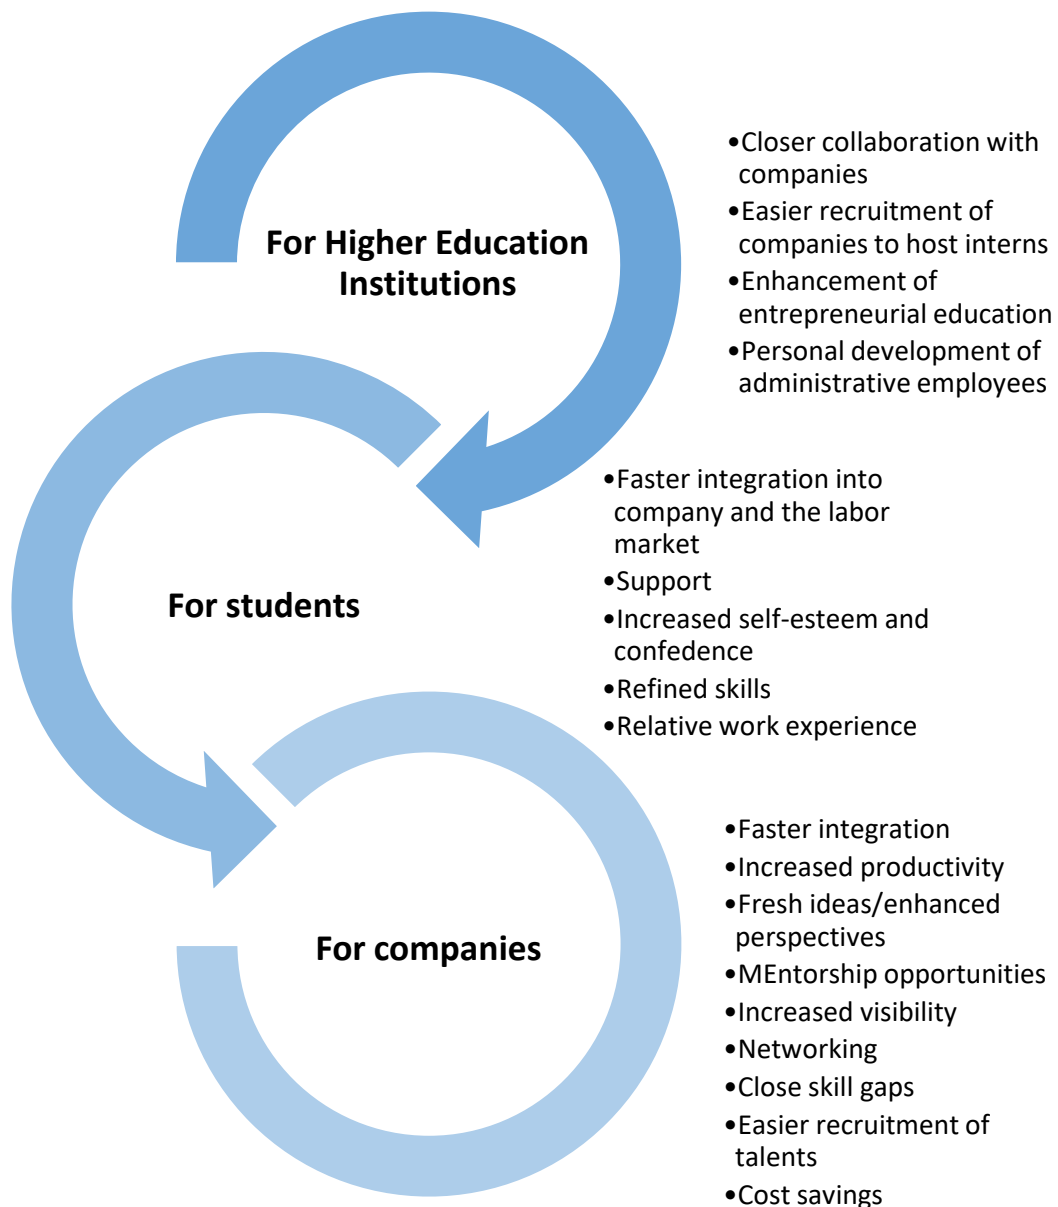 For Higher Education
Institutions
•Closer collaboration with
companies
•Easier recruitment of
companies to host interns
•Enhancement of
entrepreneurial education
•Personal development of
administrative employees
For students
•Faster integration into
company and the labor
market
•Support
•Increased self-esteem and
confedence
•Refined skills
•Relative work experience
For companies
•Faster integration
•Increased productivity
•Fresh ideas/enhanced
perspectives
•MEntorship opportunities
•Increased visibility
•Networking
•Close skill gaps
•Easier recruitment of
talents
•Cost savings